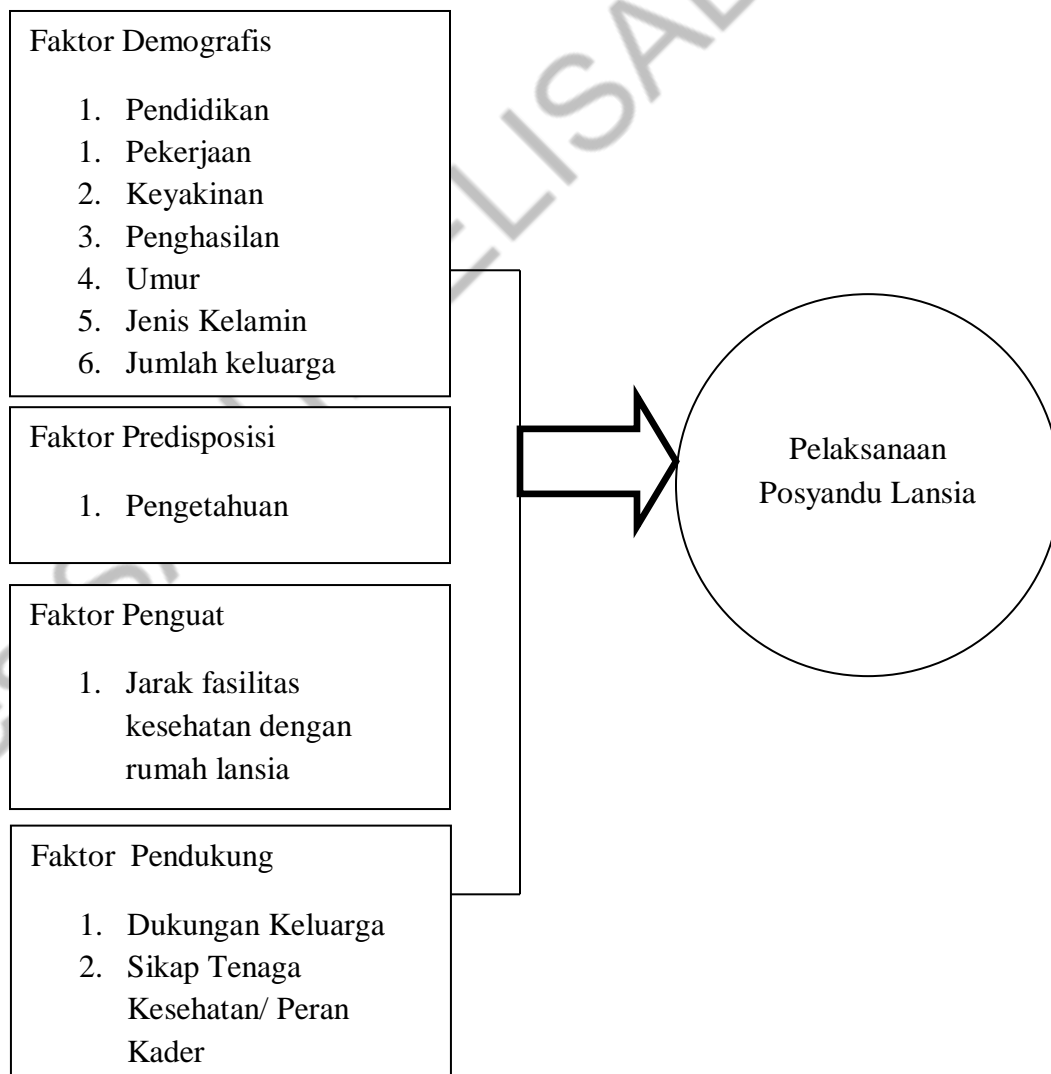 Faktor Demografis
1. Pendidikan
1. Pekerjaan
2. Keyakinan
3. Penghasilan
4. Umur
5. Jenis Kelamin
6. Jumlah keluarga
Faktor Predisposisi
1. Pengetahuan
Faktor Penguat
1. Jarak fasilitas
kesehatan dengan
rumah lansia
Faktor Pendukung
1. Dukungan Keluarga
2. Sikap Tenaga
Kesehatan/ Peran
Kader
Pelaksanaan
Posyandu Lansia